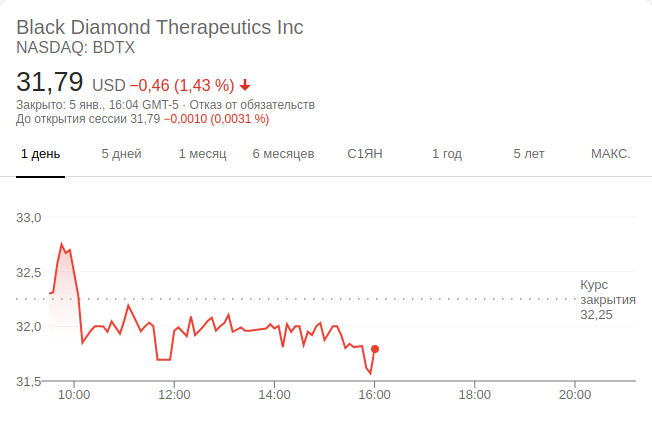 Black Diamond Therapeutics Inc
NASDAQ: BDTX
31,79 USD −0,46 (1,43 %)
Закрыто: 5 янв., 16:04 GMT-5 · Отказ от обязательств
До открытия сессии 31,79 −0,0010 (0,0031 %)
1 день 5 дней 1 месяц 6 месяцев С1ЯН 1 год 5 лет МАКС.
33,0
32,5
Курс
закрытия
32,25
32,0
31,5
10:00 12:00 14:00 16:00 18:00 20:00